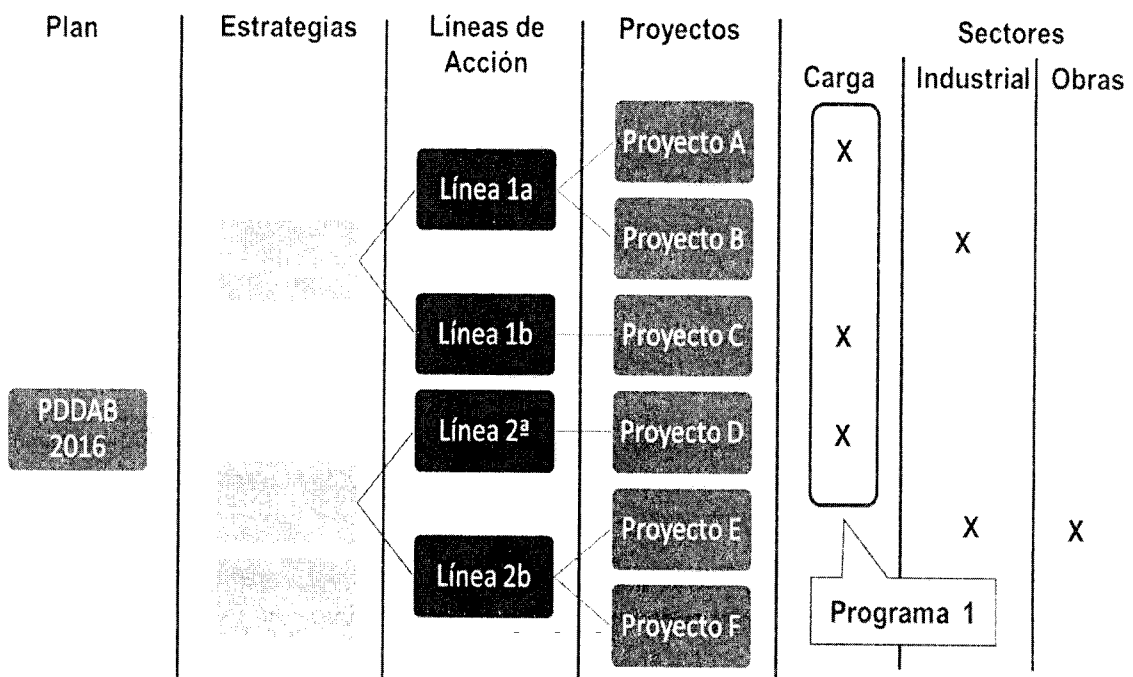 Plan
Estrategias
Líneas de
Acción
Proyectos
Sectores
Carga
Industrial
Obras
Línea 1a
Línea 1b
Línea 2ª
Línea 2b
Proyecto A
Proyecto B
Proyecto C
Proyecto D
Proyecto E
Proyecto F
X
X
X
X
X
X
PDDAB
2016
Programa 1